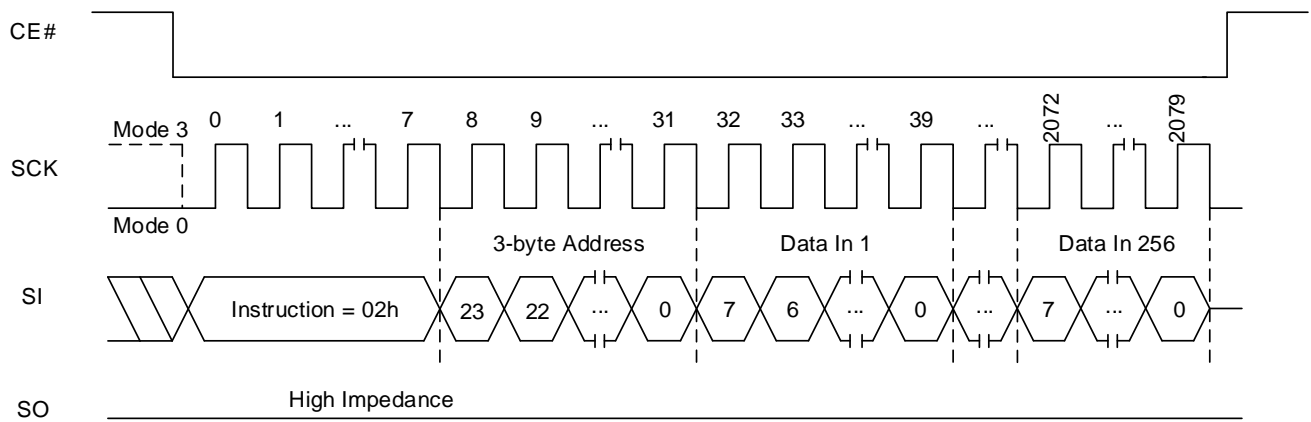 CE#
0 1 ... 7 8 9 ... 31 32 33 ... 39 ... 2072 ... 2079
Mode 3
SCK
Mode 0
3-byte Address Data In 1 Data In 256
SI Instruction = 02h 23 22 ... 0 7 6 ... 0 ... 7 ... 0
High Impedance
SO